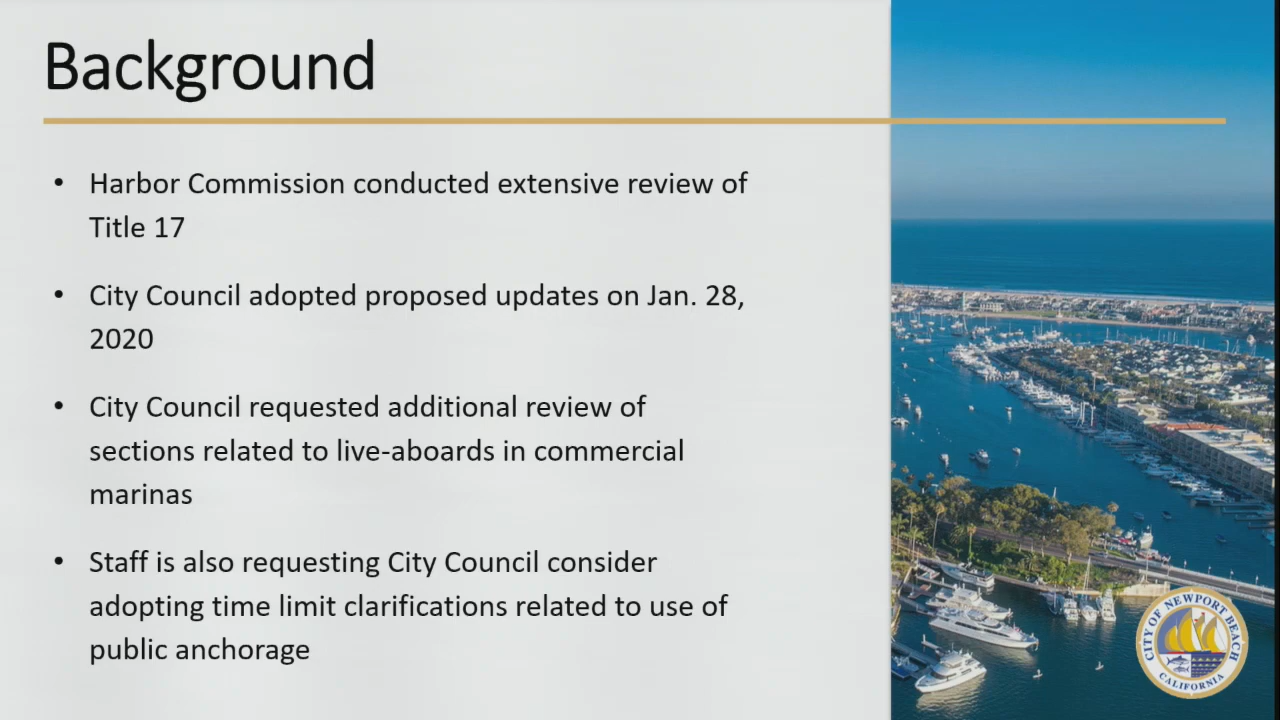 Background
• Harbor Commission conducted extensive review of
Title 17
• City Council adopted proposed updates on Jan. 28,
2020
• City Council requested additional review of
sections related to live-aboards in commercial
marinas
• Staff is also requesting City Council consider
adopting time limit clarifications related to use of
public anchorage
CITY OF NEWPORT BEACH
CALIFORNIA